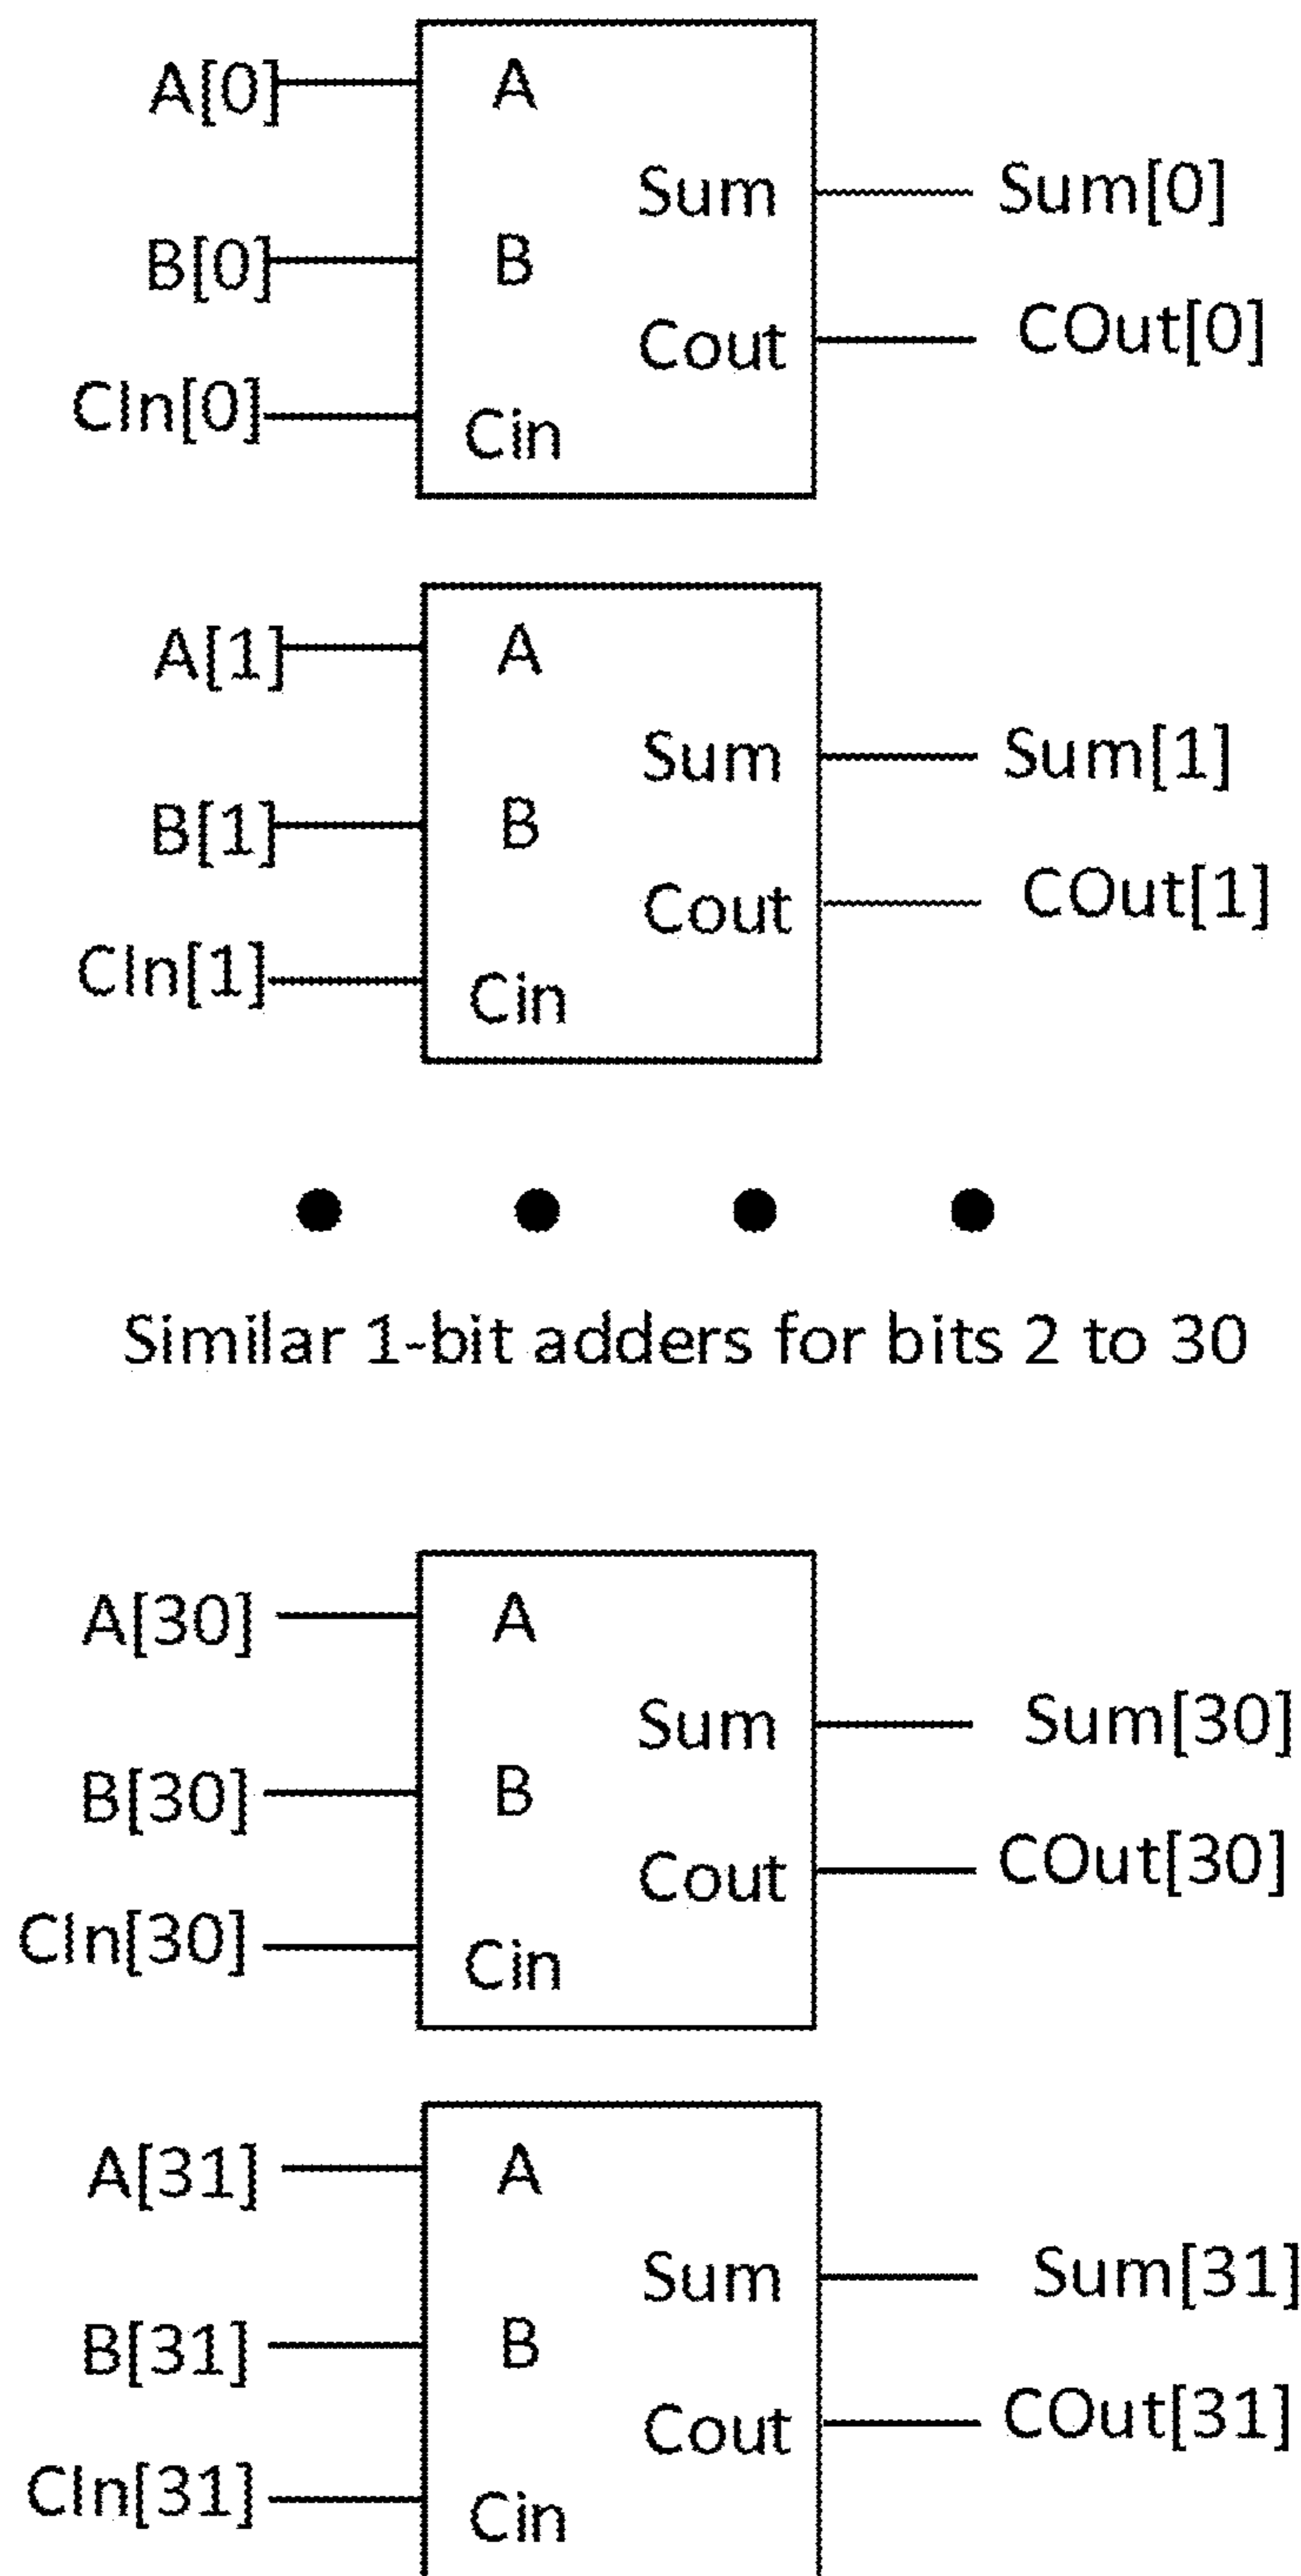 A[0] A
Sum Sum[0]
B[0] B
Cout COut[0]
CIn[0] Cin
A[1] A
Sum Sum[1]
B[1] B
Cout COut[1]
CIn[1] Cin
Similar 1-bit adders for bits 2 to 30
A[30] A
Sum Sum[30]
B[30] B
Cout COut[30]
CIn[30] Cin
A[31] A
Sum Sum[31]
B[31] B
Cout COut[31]
CIn[31] Cin